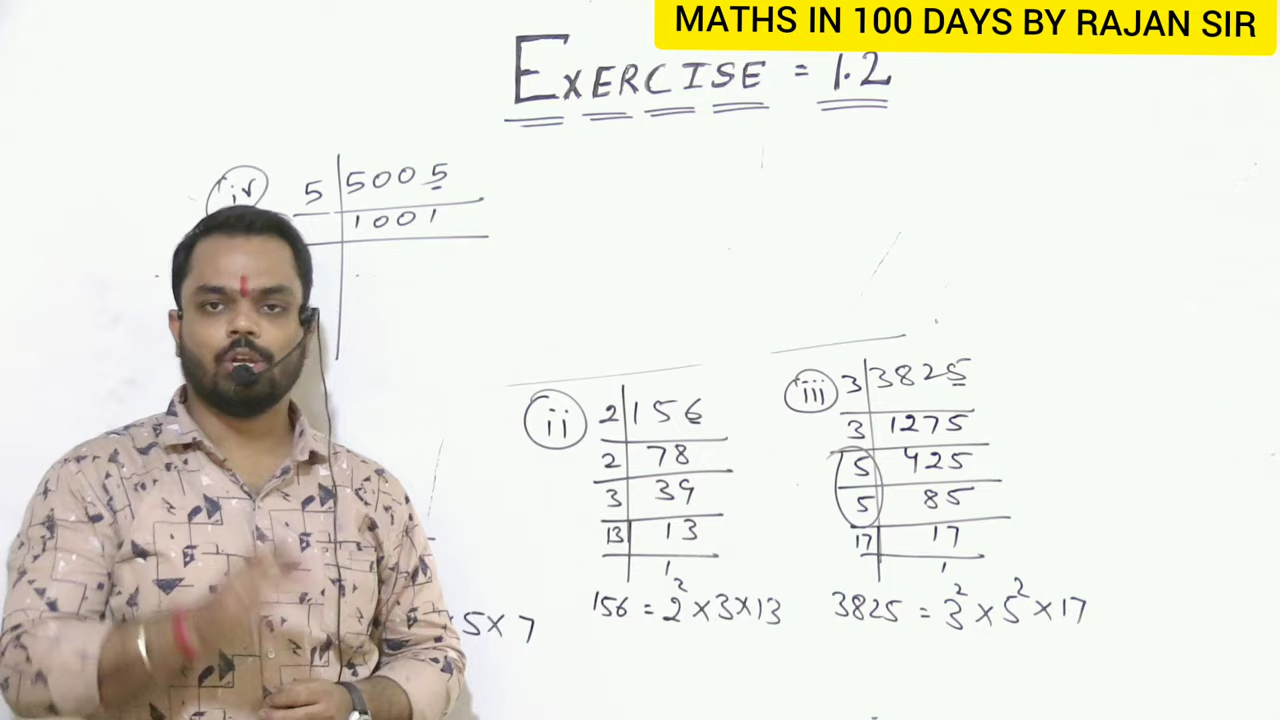 MATHS IN 100 DAYS BY RAJAN SIR
EXERCISE = 1.2
iv
5 | 5005
1001
ii
2 | 156
2 | 78
3 | 39
13 | 13
1
156 = 2² × 3 × 13
iii
3 | 3825
3 | 1275
5 | 425
5 | 85
17 | 17
1
3825 = 3² × 5² × 17
5 × 7